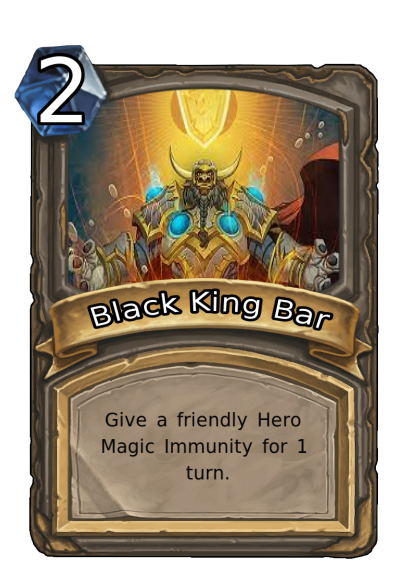 2
Black King Bar
Give a friendly Hero
Magic Immunity for 1
turn.